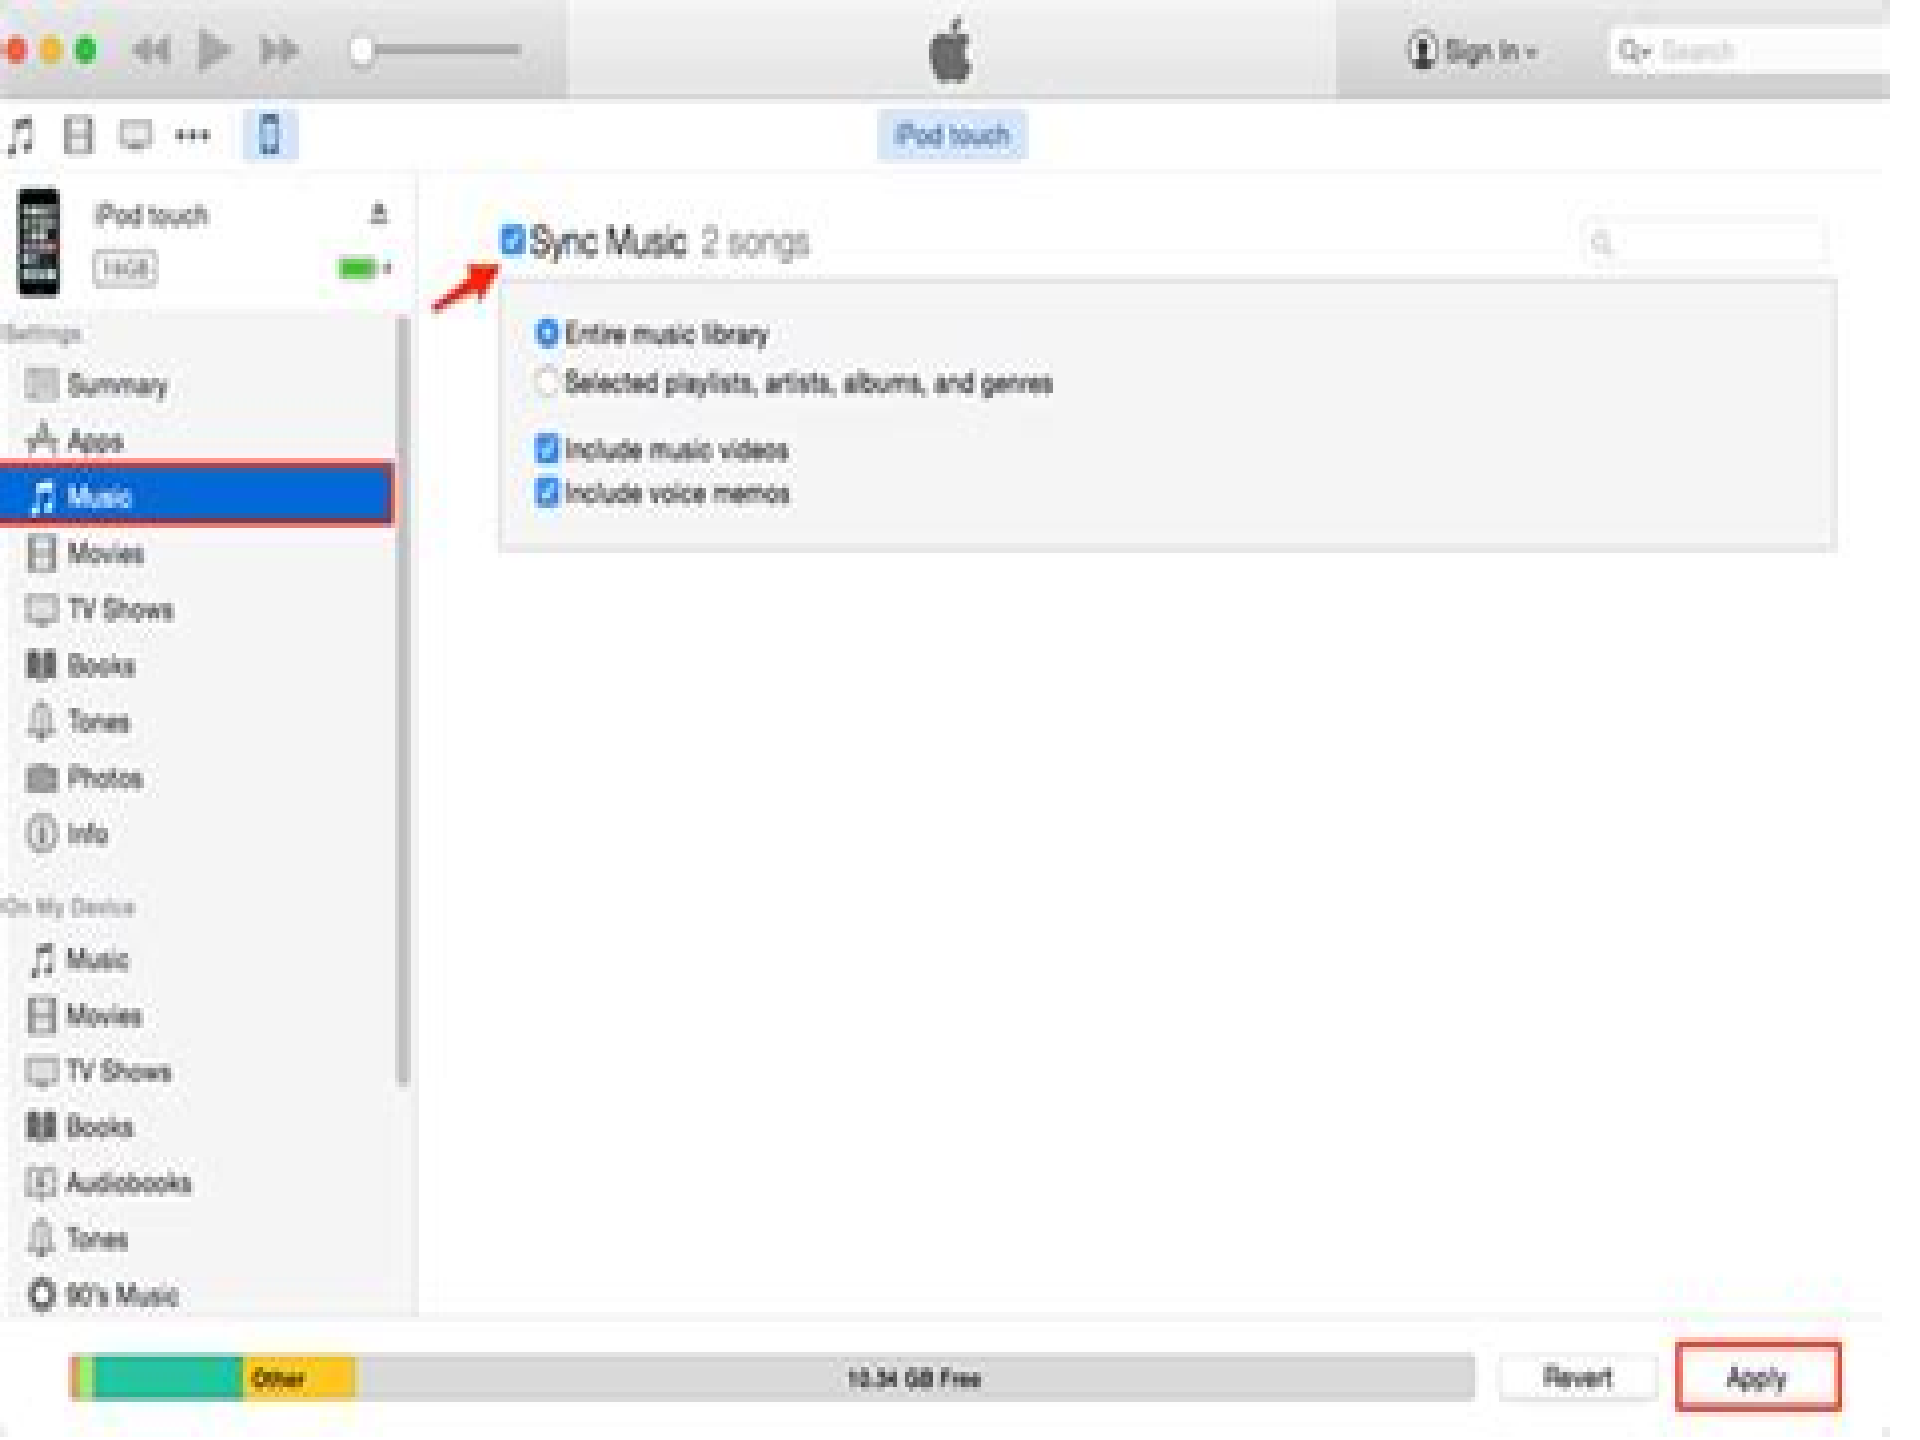 Sign In
Search
iPod touch
iPod touch
16GB
Sync Music 2 songs
Entire music library
Selected playlists, artists, albums, and genres
Include music videos
Include voice memos
Settings
Summary
Apps
Music
Movies
TV Shows
Books
Tones
Photos
Info
On My Device
Music
Movies
TV Shows
Books
Audiobooks
Tones
90's Music
Other
10.34 GB Free
Revert
Apply